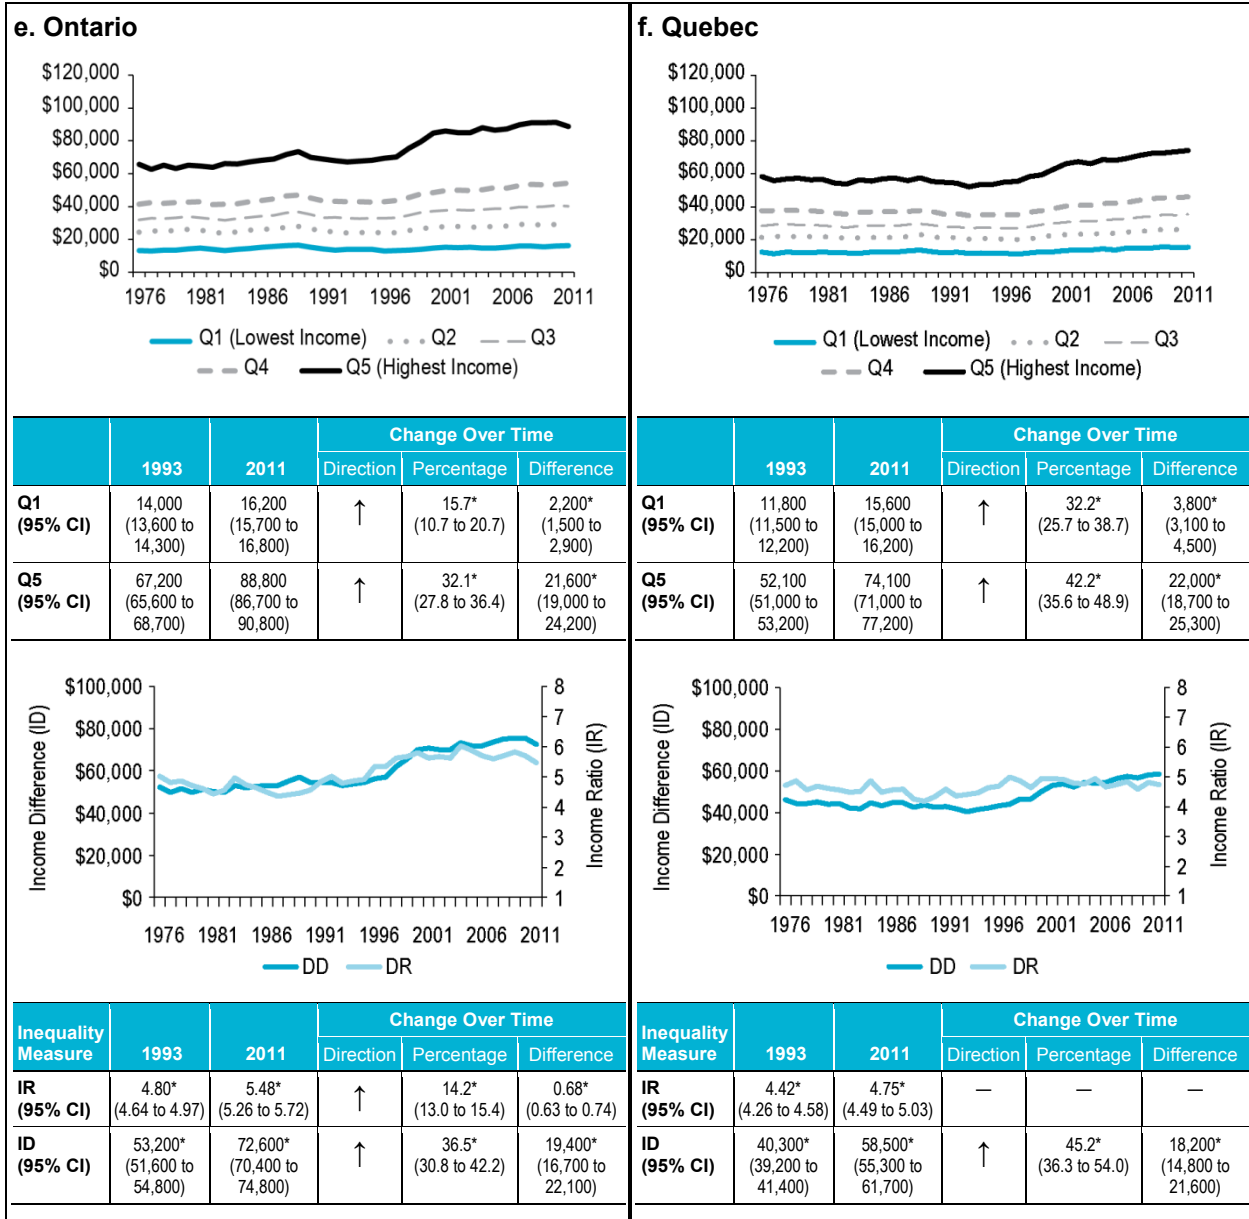 e. Ontario
$120,000
$100,000
$80,000
$60,000
$40,000
$20,000
$0
1976 1981 1986 1991 1996 2001 2006 2011
Q1 (Lowest Income) Q2 Q3
Q4 Q5 (Highest Income)
Change Over Time
1993 2011 Direction Percentage Difference
Q1 14,000 16,200 ↑ 15.7* 2,200*
(95% CI) (13,600 to (15,700 to (10.7 to 20.7) (1,500 to
14,300) 16,800) 2,900)
Q5 67,200 88,800 ↑ 32.1* 21,600*
(95% CI) (65,600 to (86,700 to (27.8 to 36.4) (19,000 to
68,700) 90,800) 24,200)
Income Difference (ID)
$100,000
$80,000
$60,000
$40,000
$20,000
$0
8
7
6
5
4
3
2
1
Income Ratio (IR)
1976 1981 1986 1991 1996 2001 2006 2011
DD DR
Inequality Measure
Change Over Time
1993 2011 Direction Percentage Difference
IR 4.80* 5.48* ↑ 14.2* 0.68*
(95% CI) (4.64 to 4.97) (5.26 to 5.72) (13.0 to 15.4) (0.63 to 0.74)
ID 53,200* 72,600* ↑ 36.5* 19,400*
(95% CI) (51,600 to (70,400 to (30.8 to 42.2) (16,700 to
54,800) 74,800) 22,100)
f. Quebec
$120,000
$100,000
$80,000
$60,000
$40,000
$20,000
$0
1976 1981 1986 1991 1996 2001 2006 2011
Q1 (Lowest Income) Q2 Q3
Q4 Q5 (Highest Income)
Change Over Time
1993 2011 Direction Percentage Difference
Q1 11,800 15,600 ↑ 32.2* 3,800*
(95% CI) (11,500 to (15,000 to (25.7 to 38.7) (3,100 to
12,200) 16,200) 4,500)
Q5 52,100 74,100 ↑ 42.2* 22,000*
(95% CI) (51,000 to (71,000 to (35.6 to 48.9) (18,700 to
53,200) 77,200) 25,300)
Income Difference (ID)
$100,000
$80,000
$60,000
$40,000
$20,000
$0
8
7
6
5
4
3
2
1
Income Ratio (IR)
1976 1981 1986 1991 1996 2001 2006 2011
DD DR
Inequality Measure
Change Over Time
1993 2011 Direction Percentage Difference
IR 4.42* 4.75* — — —
(95% CI) (4.26 to 4.58) (4.49 to 5.03)
ID 40,300* 58,500* ↑ 45.2* 18,200*
(95% CI) (39,200 to (55,300 to (36.3 to 54.0) (14,800 to
41,400) 61,700) 21,600)